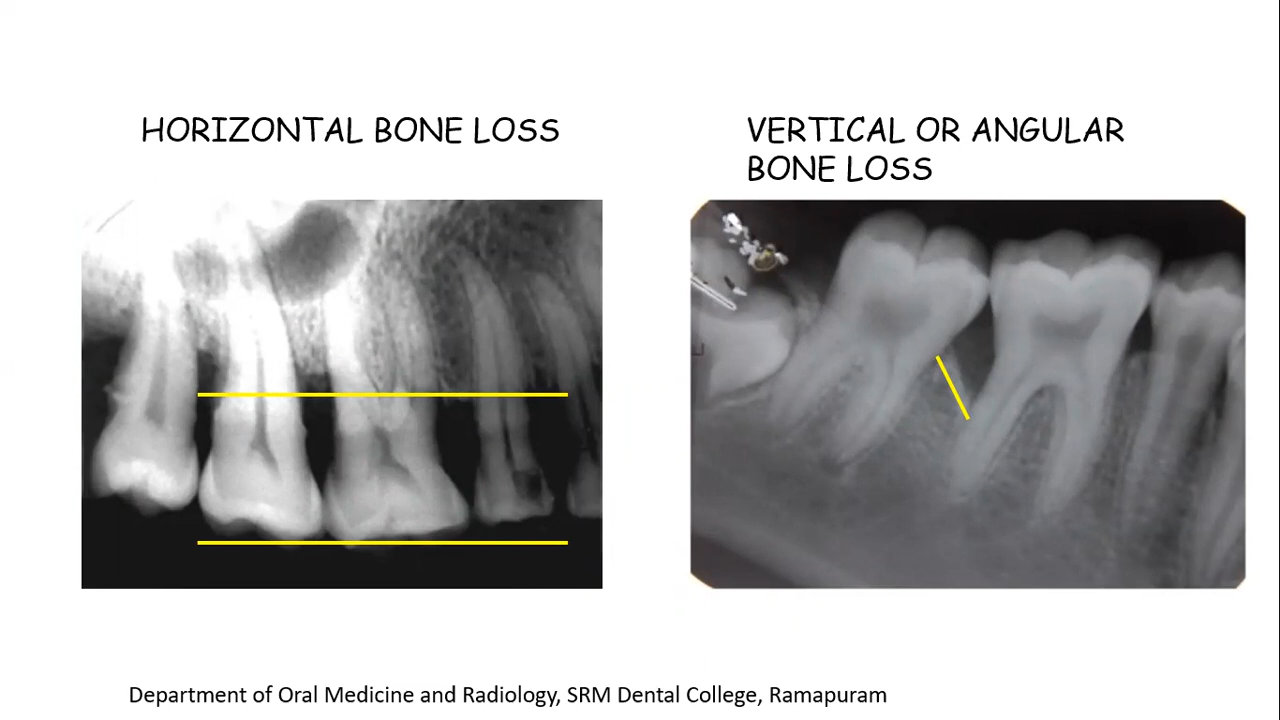 HORIZONTAL BONE LOSS
VERTICAL OR ANGULAR
BONE LOSS
Department of Oral Medicine and Radiology, SRM Dental College, Ramapuram